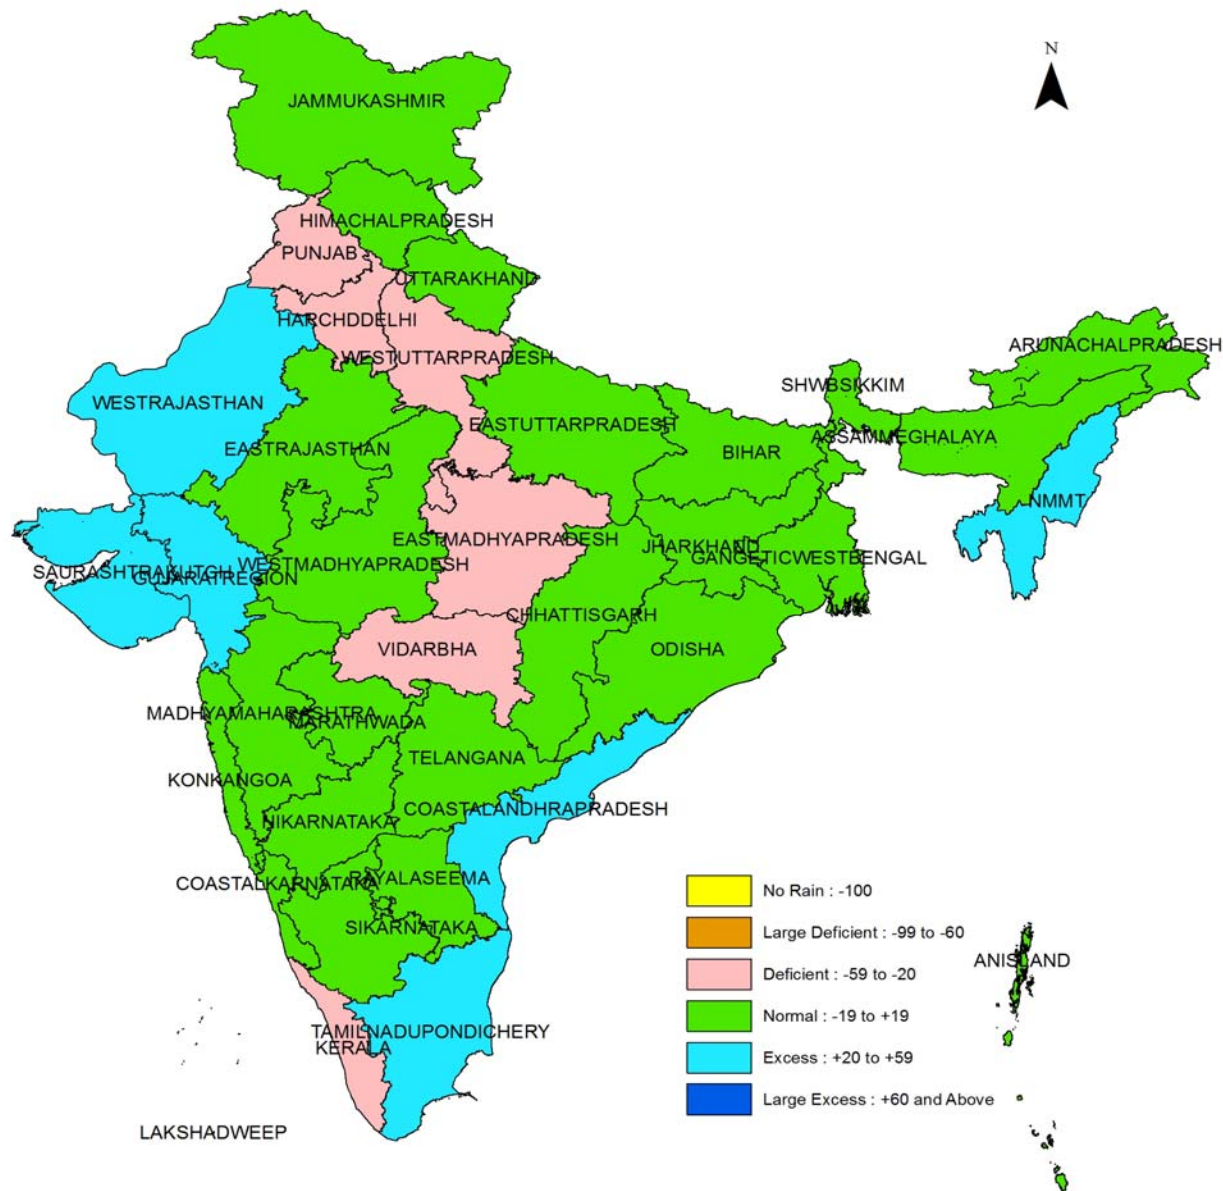 N
JAMMUKASHMIR
HIMACHALPRADESH
PUNJAB
UTTARAKHAND
HARCHDDELHI
WESTUTTARPRADESH
ARUNACHALPRADESH
SHWBSIKKIM
WESTRAJASTHAN
EASTUTTARPRADESH
ASSAMMEGHALAYA
EASTRAJASTHAN
BIHAR
NMMT
EASTMADHYAPRADESH
JHARKHAND
GANGETICWESTBENGAL
WESTMADHYAPRADESH
SAURASHTRAKUTCH
GUJARATREGION
CHHATTISGARH
VIDARBHA
ODISHA
MADHYAMAHARASHTRA
MARATHWADA
TELANGANA
KONKANGOA
COASTALANDHRAPRADESH
NIKARNATAKA
RAYALASEEMA
COASTALKARNATAKA
SIKARNATAKA
ANISLAND
TAMILNADUPONDICHERY
KERALA
LAKSHADWEEP
No Rain : -100
Large Deficient : -99 to -60
Deficient : -59 to -20
Normal : -19 to +19
Excess : +20 to +59
Large Excess : +60 and Above